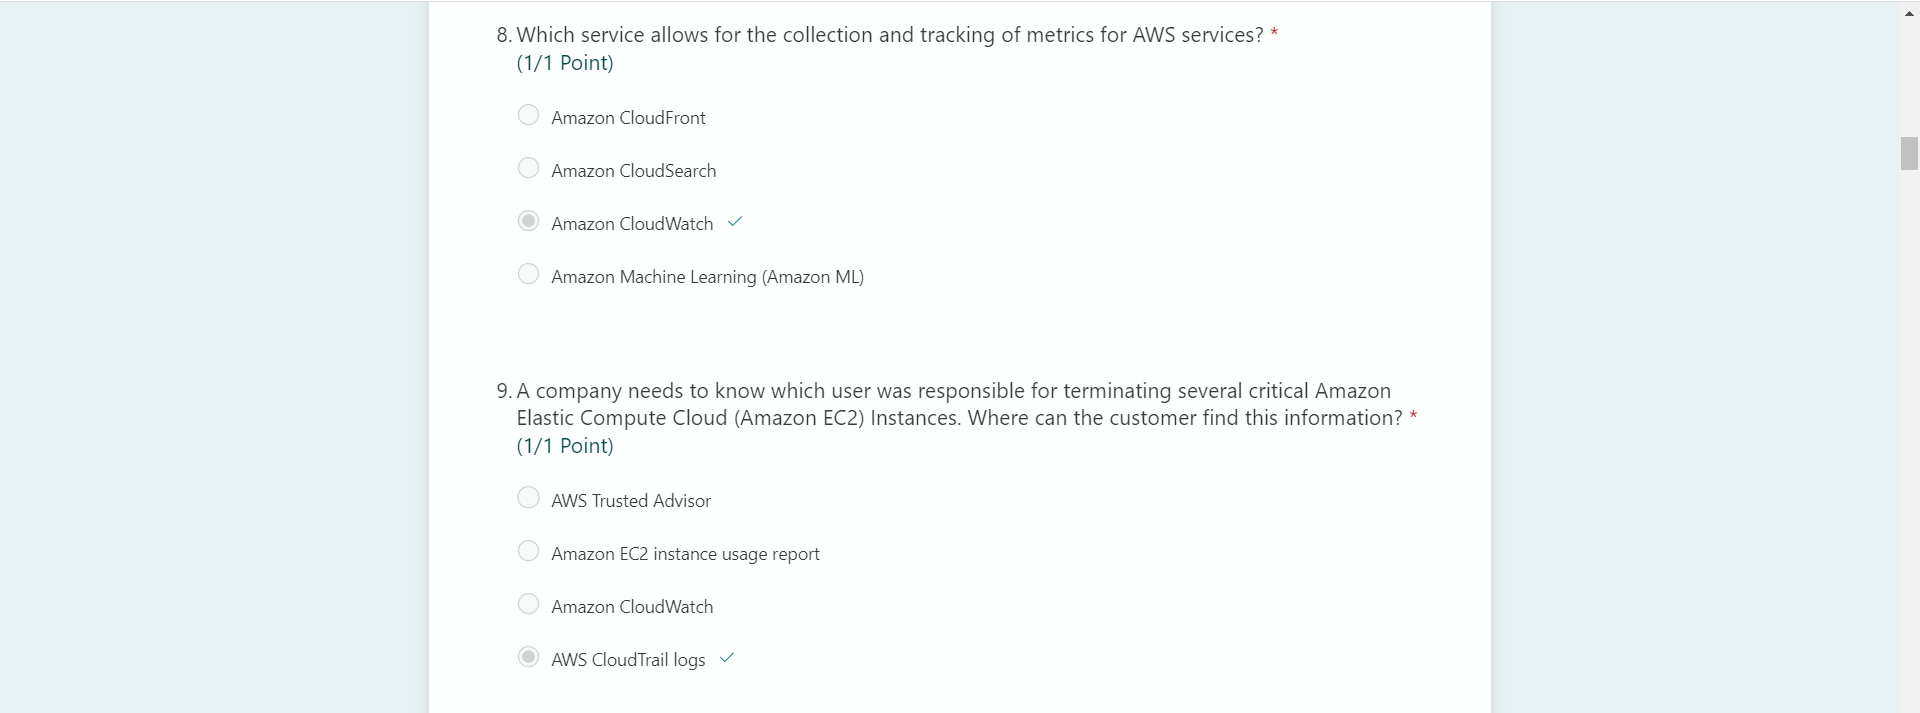 8. Which service allows for the collection and tracking of metrics for AWS services? *
(1/1 Point)
Amazon CloudFront
Amazon CloudSearch
Amazon CloudWatch
Amazon Machine Learning (Amazon ML)
9. A company needs to know which user was responsible for terminating several critical Amazon
Elastic Compute Cloud (Amazon EC2) Instances. Where can the customer find this information? *
(1/1 Point)
AWS Trusted Advisor
Amazon EC2 instance usage report
Amazon CloudWatch
AWS CloudTrail logs